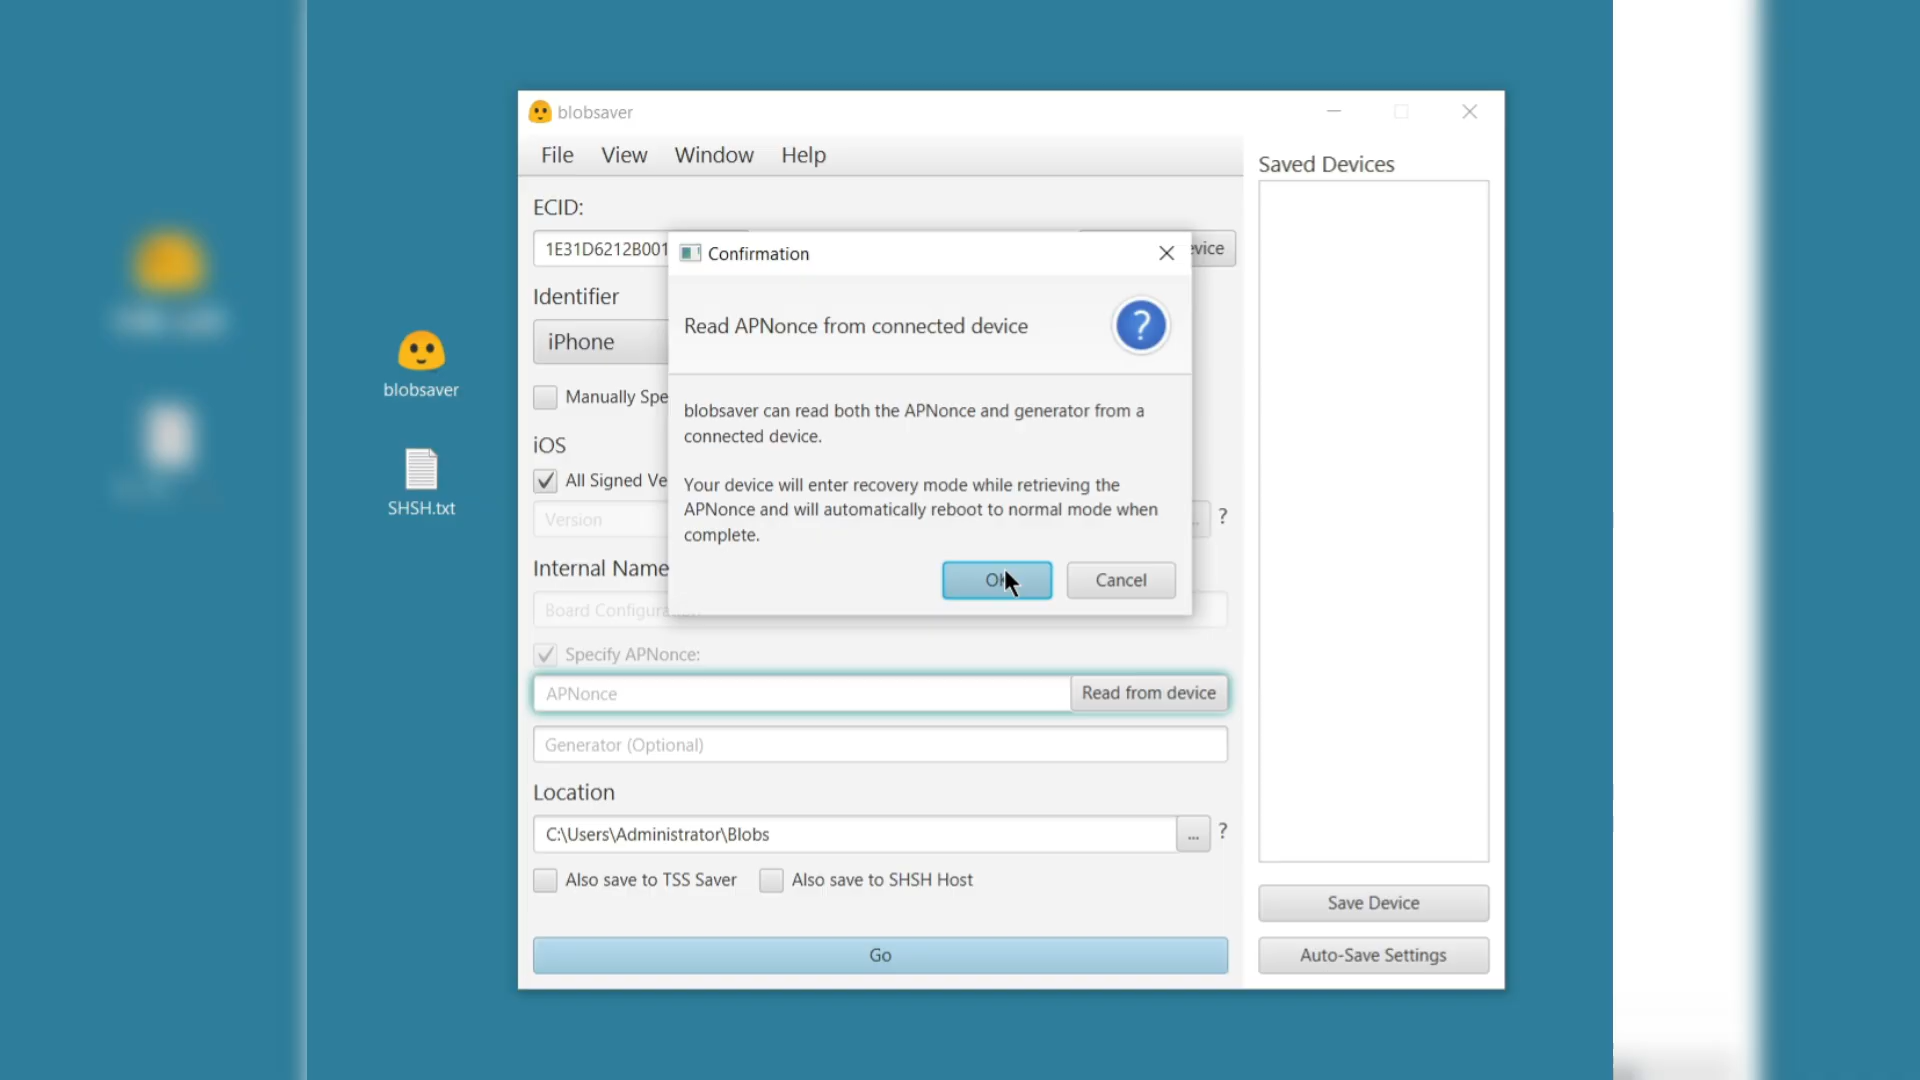 blobsaver
File View Window Help
Saved Devices
ECID:
1E31D6212B001
evice
Confirmation
Read APNonce from connected device
?
Identifier
iPhone
blobsaver
Manually Spe
blobsaver can read both the APNonce and generator from a
connected device.
iOS
All Signed Ve
Your device will enter recovery mode while retrieving the
APNonce and will automatically reboot to normal mode when
complete.
SHSH.txt
Version
?
Internal Name
OK
Cancel
Board Configuration
Specify APNonce:
APNonce
Read from device
Generator (Optional)
Location
C:\Users\Administrator\Blobs
...
?
Also save to TSS Saver
Also save to SHSH Host
Save Device
Go
Auto-Save Settings